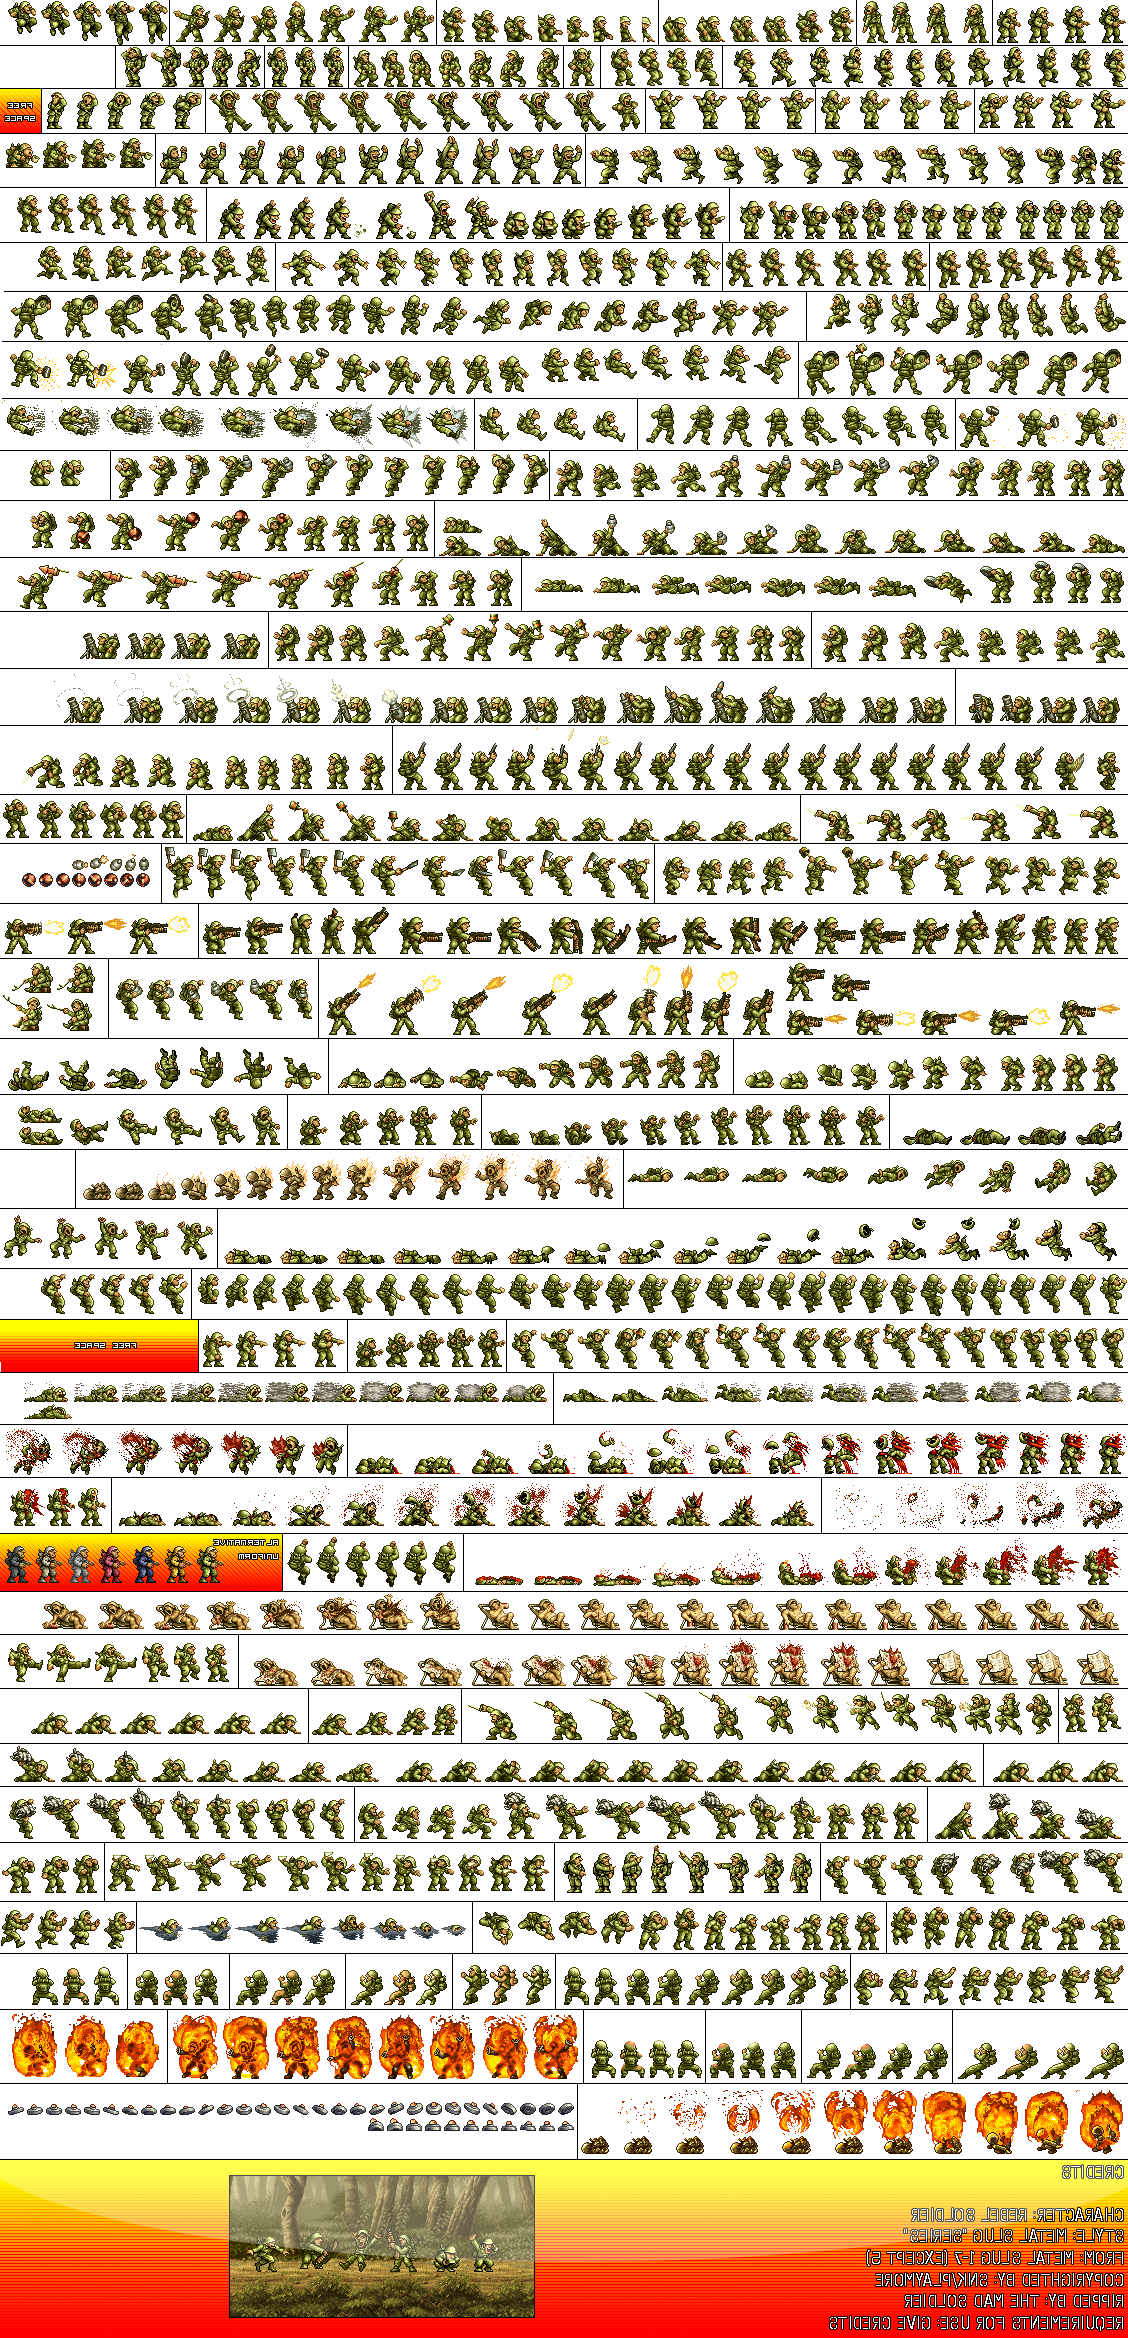 FREE
SPACE
FREE SPACE
ALTERNATIVE
UNIFORM
CREDITS
CHARACTER: REBEL SOLDIER
STYLE: METAL SLUG "SERIES"
FROM: METAL SLUG 1-7 (EXCEPT 5)
COPYRIGHTED BY: SNK/PLAYMORE
RIPPED BY: THE MAD SOLDIER
REQUIREMENTS FOR USE: GIVE CREDITS